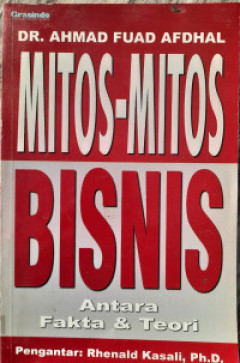 Grasindo
DR. AHMAD FUAD AFDHAL
MITOS-MITOS
BISNIS
Antara
Fakta & Teori
Pengantar: Rhenald Kasali, Ph.D.